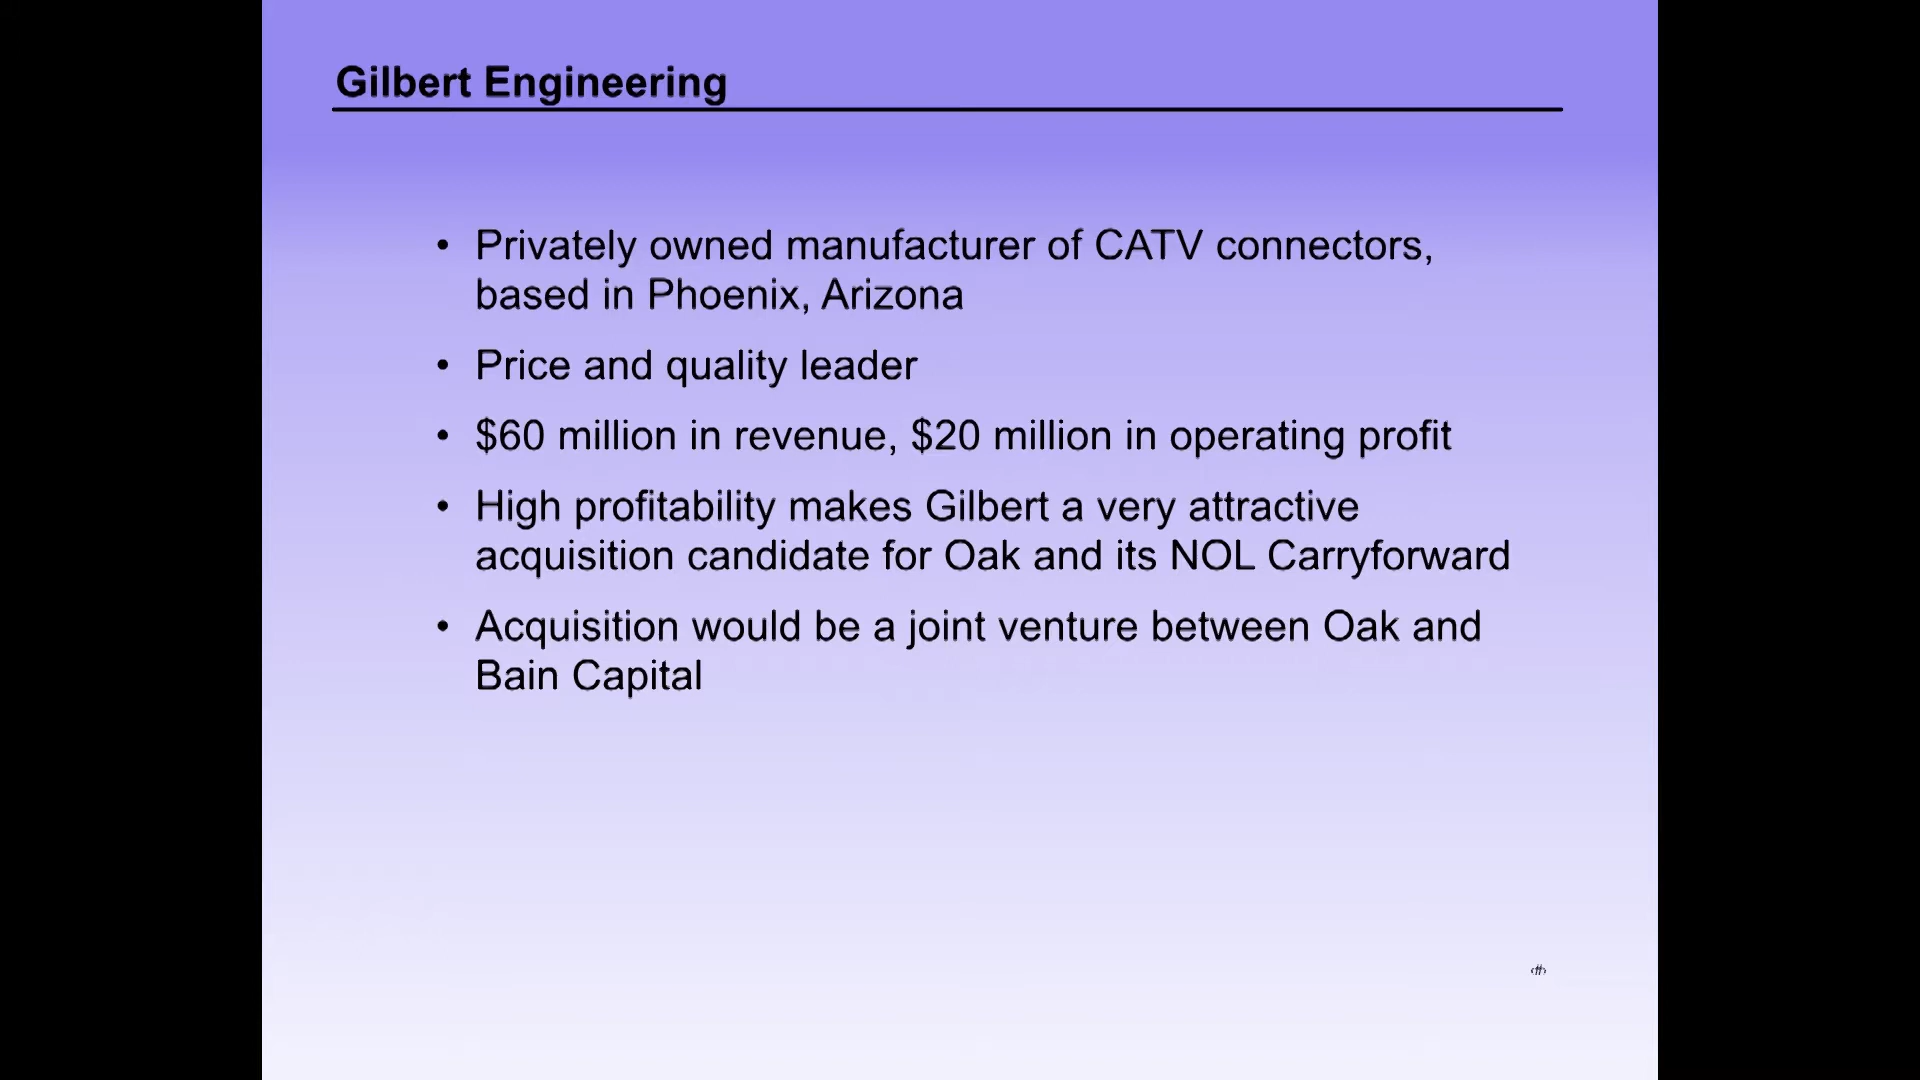 Gilbert Engineering
• Privately owned manufacturer of CATV connectors,
based in Phoenix, Arizona
• Price and quality leader
• $60 million in revenue, $20 million in operating profit
• High profitability makes Gilbert a very attractive
acquisition candidate for Oak and its NOL Carryforward
• Acquisition would be a joint venture between Oak and
Bain Capital
‹#›